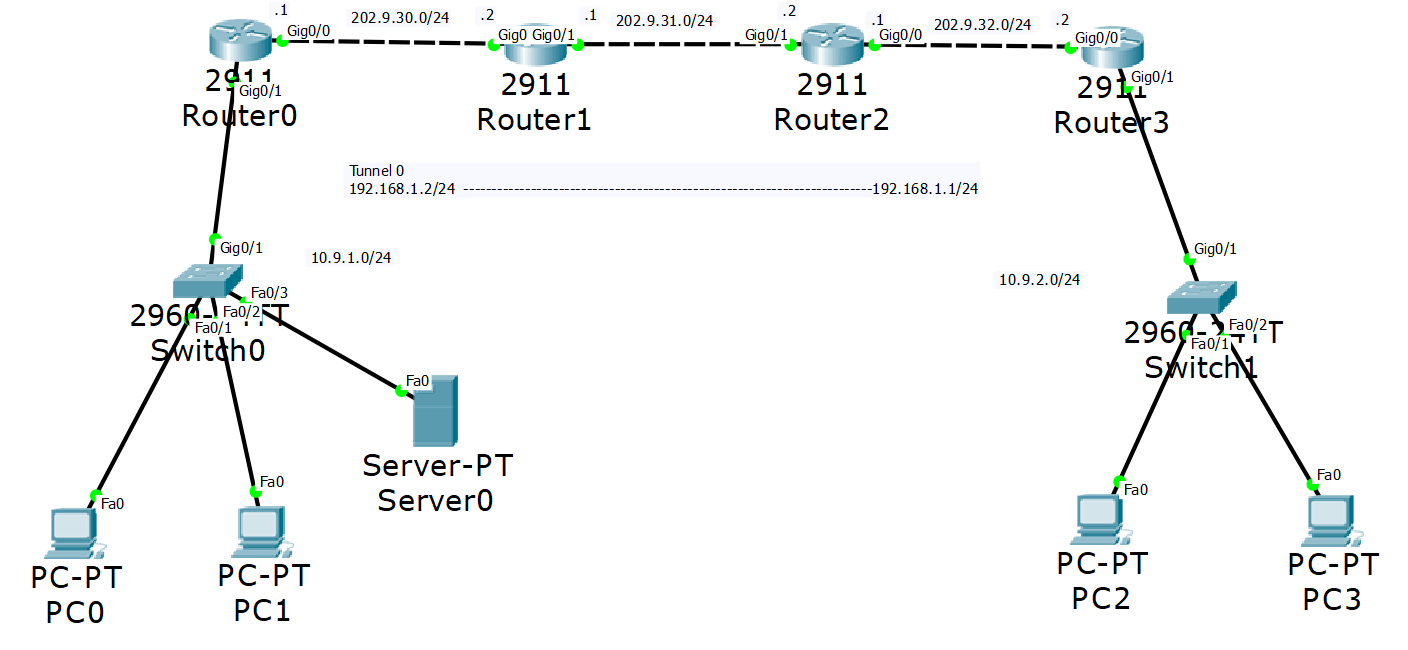 .1
202.9.30.0/24
.2
.1
202.9.31.0/24
.2
.1
202.9.32.0/24
.2
Gig0/0
Gig0
Gig0/1
Gig0/1
Gig0/0
Gig0/0
2911
Router0
Gig0/1
2911
Router1
2911
Router2
2911
Router3
Gig0/1
Tunnel 0
192.168.1.2/24 ----------------------------------------------------------------------------192.168.1.1/24
Gig0/1
10.9.1.0/24
Gig0/1
10.9.2.0/24
Fa0/3
Fa0/2
Fa0/1
Switch0
Fa0/2
Fa0/1
Switch1
Fa0
Server-PT
Server0
Fa0
PC-PT
PC0
Fa0
PC-PT
PC1
Fa0
PC-PT
PC2
Fa0
PC-PT
PC3